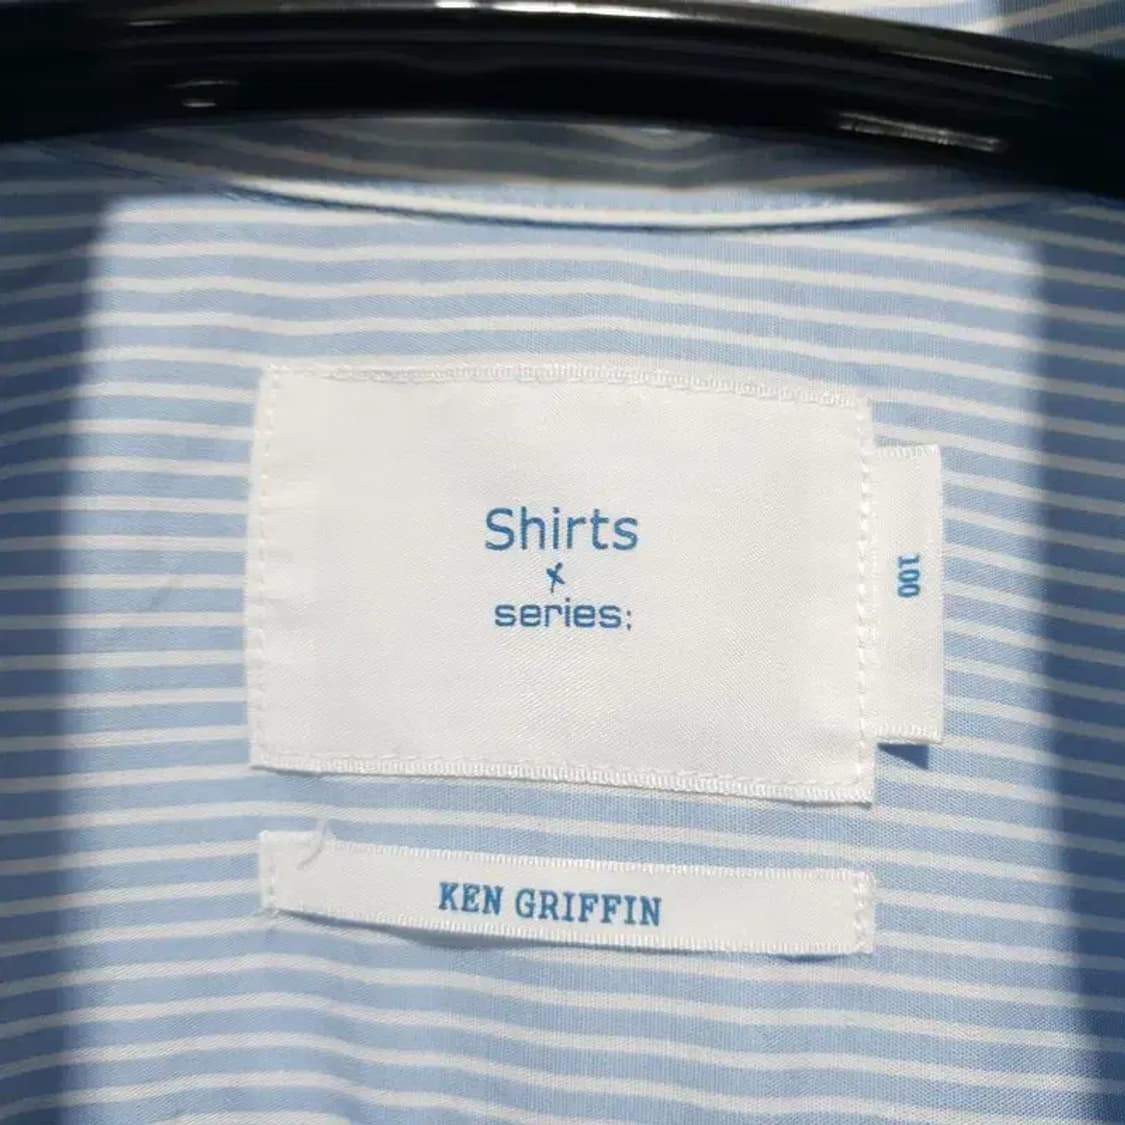 Shirts
x
series;
100
KEN GRIFFIN